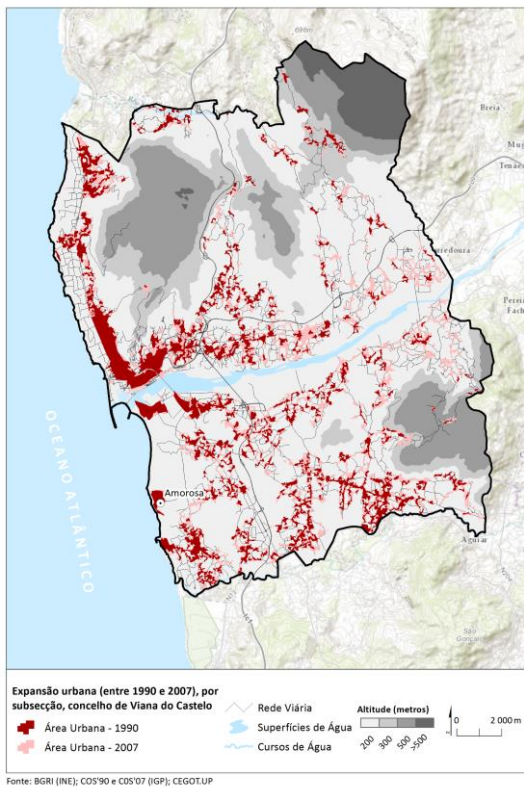 Breia
Amorosa
OCEANO ATLÂNTICO
Aguiar
São
Expansão urbana (entre 1990 e 2007), por
subsecção, concelho de Viana do Castelo
Área Urbana - 1990
Área Urbana - 2007
Rede Viária
Superfícies de Água
Cursos de Água
Altitude (metros)
200 300 500 >500
0 2 000 m
Fonte: BGRI (INE); COS'90 e COS'07 (IGP); CEGOT.UP